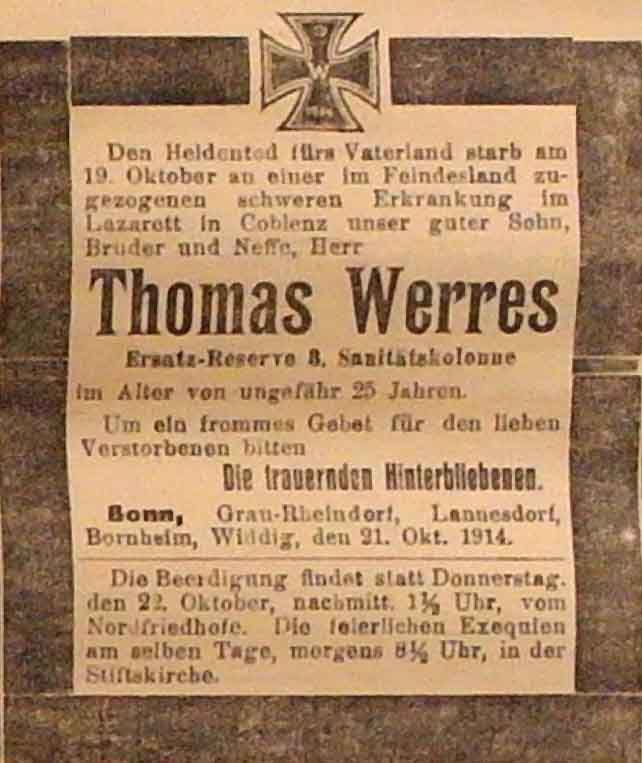 W
1914
Den Heldentod fürs Vaterland starb am
19. Oktober an einer im Feindesland zu-
gezogenen schweren Erkrankung im
Lazarett in Coblenz unser guter Sohn,
Bruder und Neffe, Herr
Thomas Werres
Ersatz-Reserve 8. Sanitätskolonne
im Alter von ungefähr 25 Jahren.
Um ein frommes Gebet für den lieben
Verstorbenen bitten
Die trauernden Hinterbliebenen.
Bonn, Grau-Rheindorf, Lannesdorf,
Bornheim, Widdig, den 21. Okt. 1914.
Die Beerdigung findet statt Donnerstag,
den 22. Oktober, nachmitt. 1½ Uhr, vom
Nordfriedhofe. Die feierlichen Exequien
am selben Tage, morgens 8½ Uhr, in der
Stiftskirche.